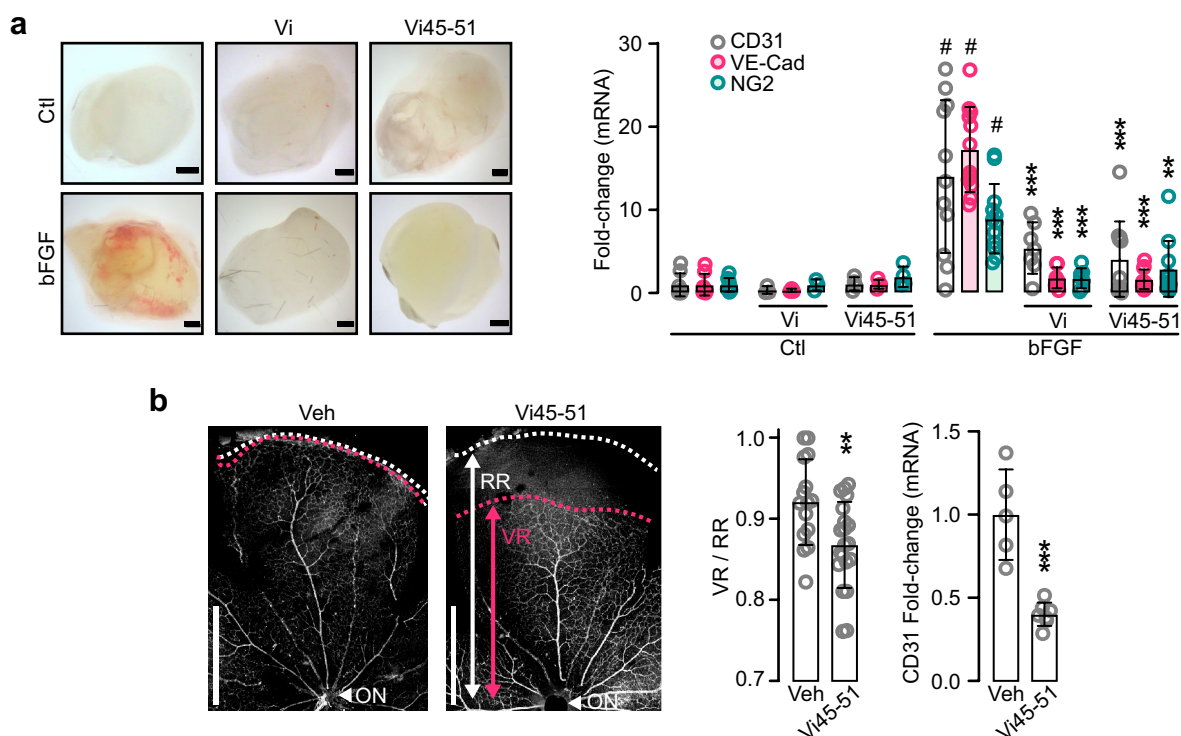 a
Vi
Vi45-51
Ctl
bFGF
Fold-change (mRNA)
30
20
10
0
CD31
VE-Cad
NG2
# #
#
***
***
***
***
***
**
Vi
Vi45-51
Vi
Vi45-51
Ctl
bFGF
b
Veh
Vi45-51
RR
VR
ON
ON
VR / RR
1.0
0.9
0.8
0.7
**
Veh
Vi45-51
CD31 Fold-change (mRNA)
1.5
1.0
0.5
0.0
***
Veh
Vi45-51